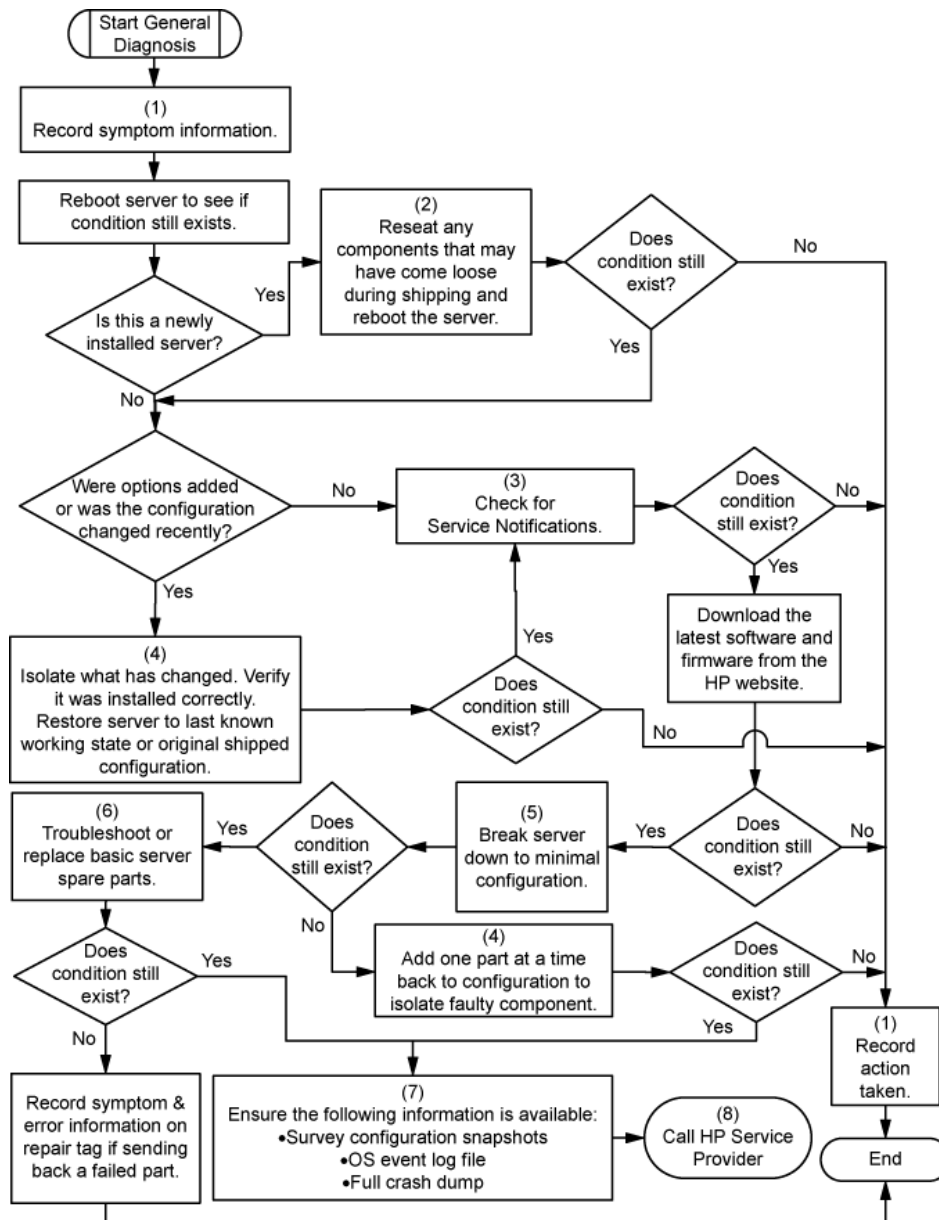 Start General
Diagnosis
(1)
Record symptom information.
Reboot server to see if
condition still exists.
(2)
Reseat any
components that may
have come loose
during shipping and
reboot the server.
Does
condition still
exist?
No
Yes
Yes
Is this a newly
installed server?
No
Were options added
or was the configuration
changed recently?
No
Yes
(3)
Check for
Service Notifications.
Does
condition
still exist?
No
Yes
Download the
latest software and
firmware from the
HP website.
(4)
Isolate what has changed. Verify
it was installed correctly.
Restore server to last known
working state or original shipped
configuration.
Yes
Does
condition still
exist?
No
(6)
Troubleshoot or
replace basic server
spare parts.
Yes
Does
condition
still exist?
No
(5)
Break server
down to minimal
configuration.
Yes
Does
condition still
exist?
No
Does
condition still
exist?
Yes
No
(4)
Add one part at a time
back to configuration to
isolate faulty component.
Does
condition still
exist?
No
Yes
(1)
Record
action
taken.
Record symptom &
error information on
repair tag if sending
back a failed part.
(7)
Ensure the following information is available:
•Survey configuration snapshots
•OS event log file
•Full crash dump
(8)
Call HP Service
Provider
End